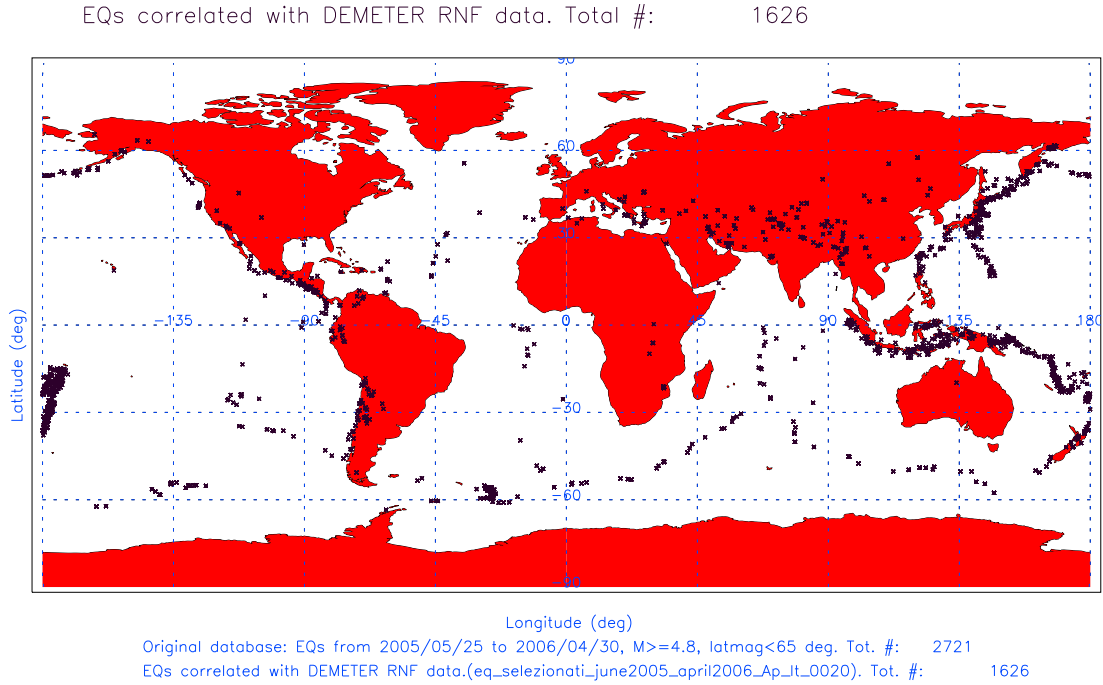 EQs correlated with DEMETER RNF data. Total #: 1626
90
60
-135 -90 -45 0 45 90 135 180
-30
-60
-90
Latitude (deg)
Longitude (deg)
Original database: EQs from 2005/05/25 to 2006/04/30, M>=4.8, latmag<65 deg. Tot. #: 2721
EQs correlated with DEMETER RNF data.(eq_selezionati_june2005_april2006_Ap_lt_0020). Tot. #: 1626